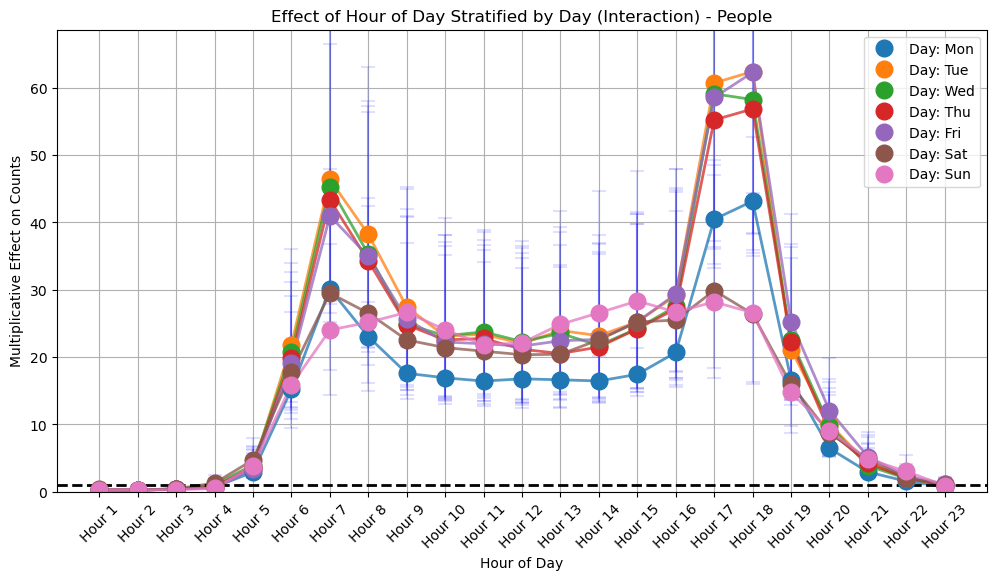 Effect of Hour of Day Stratified by Day (Interaction) - People
Multiplicative Effect on Counts
60
50
40
30
20
10
0
Day: Mon
Day: Tue
Day: Wed
Day: Thu
Day: Fri
Day: Sat
Day: Sun
Hour 1
Hour 2
Hour 3
Hour 4
Hour 5
Hour 6
Hour 7
Hour 8
Hour 9
Hour 10
Hour 11
Hour 12
Hour 13
Hour 14
Hour 15
Hour 16
Hour 17
Hour 18
Hour 19
Hour 20
Hour 21
Hour 22
Hour 23
Hour of Day